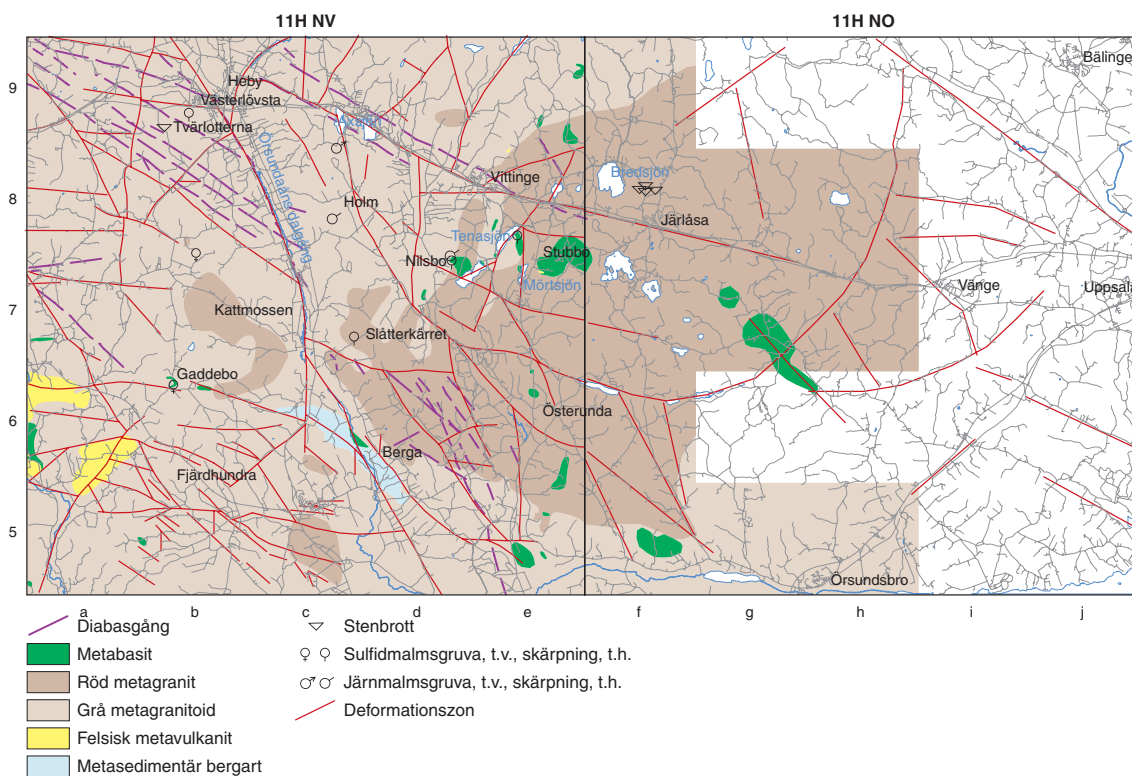 11H NV
11H NO
Bälinge
9
Heby
Västerlövsta
Tvärlotterna
Örsundaåns dalgång
Vittinge
Bredsjön
8
Holm
Järlåsa
Tenasjön
Stubbo
Nilsbo
Mörtsjön
Vänge
Uppsala
7
Kattmossen
Slåtterkärret
Gaddebo
6
Österunda
Berga
Fjärdhundra
5
Örsundsbro
a b c d e f g h i j
Diabasgång
Metabasit
Röd metagranit
Grå metagranitoid
Felsisk metavulkanit
Metasedimentär bergart
Stenbrott
Sulfidmalmsgruva, t.v., skärpning, t.h.
Järnmalmsgruva, t.v., skärpning, t.h.
Deformationszon